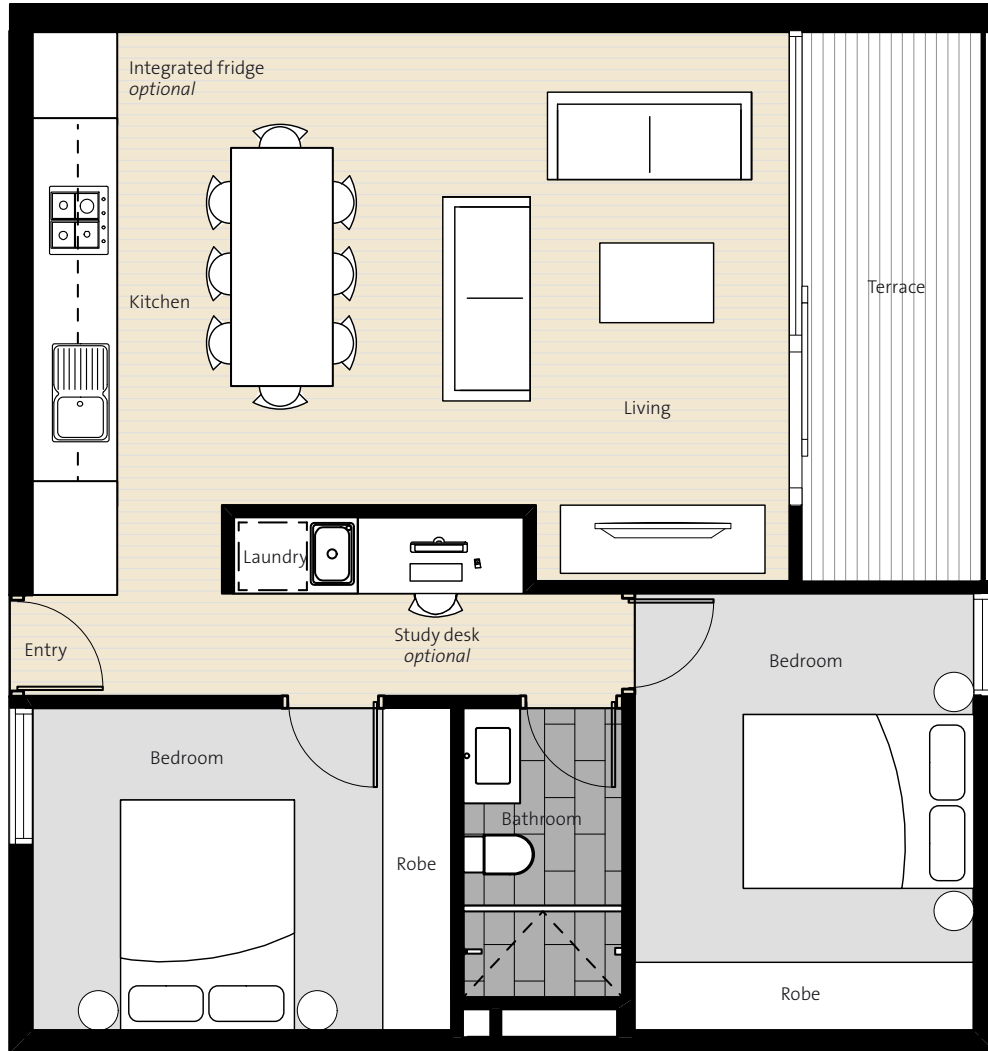 Integrated fridge
optional
Terrace
Kitchen
Living
Laundry
Study desk
optional
Entry
Bedroom
Bedroom
Bathroom
Robe
Robe